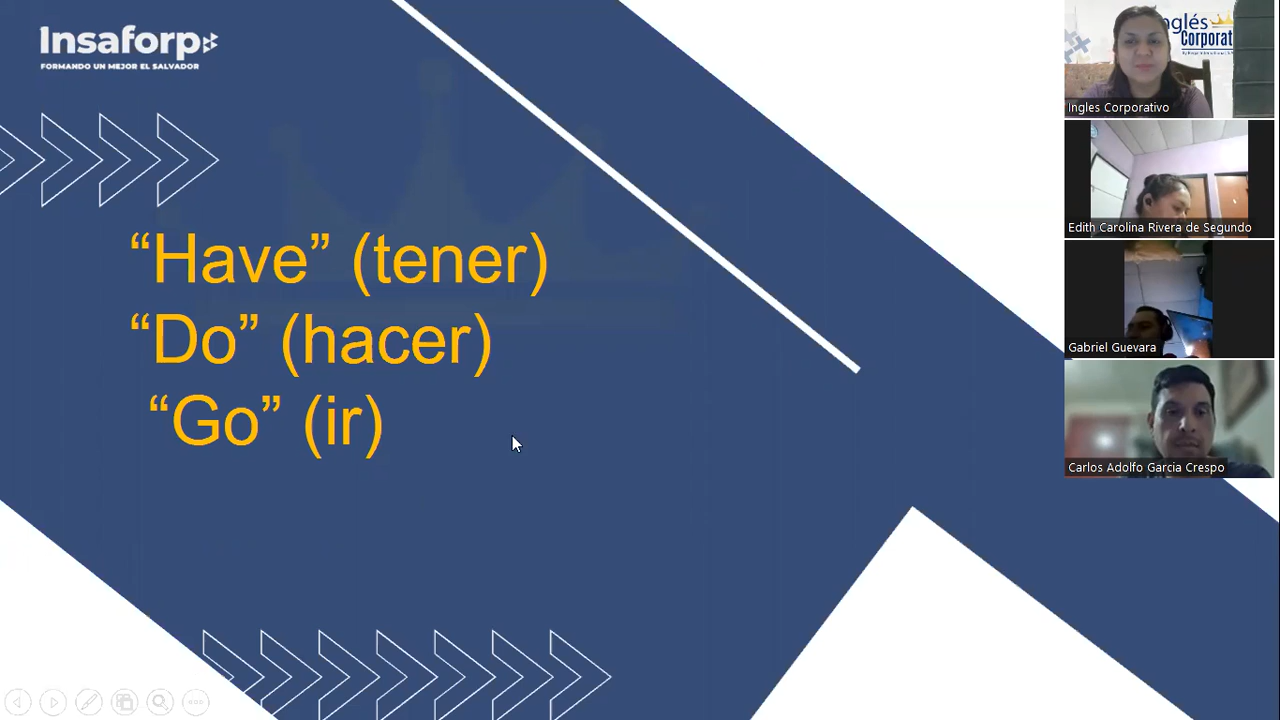 Insaforp
FORMANDO UN MEJOR EL SALVADOR
“Have” (tener)
“Do” (hacer)
“Go” (ir)
Inglés
Corporat
Ingles Corporativo
Edith Carolina Rivera de Segundo
Gabriel Guevara
Carlos Adolfo Garcia Crespo